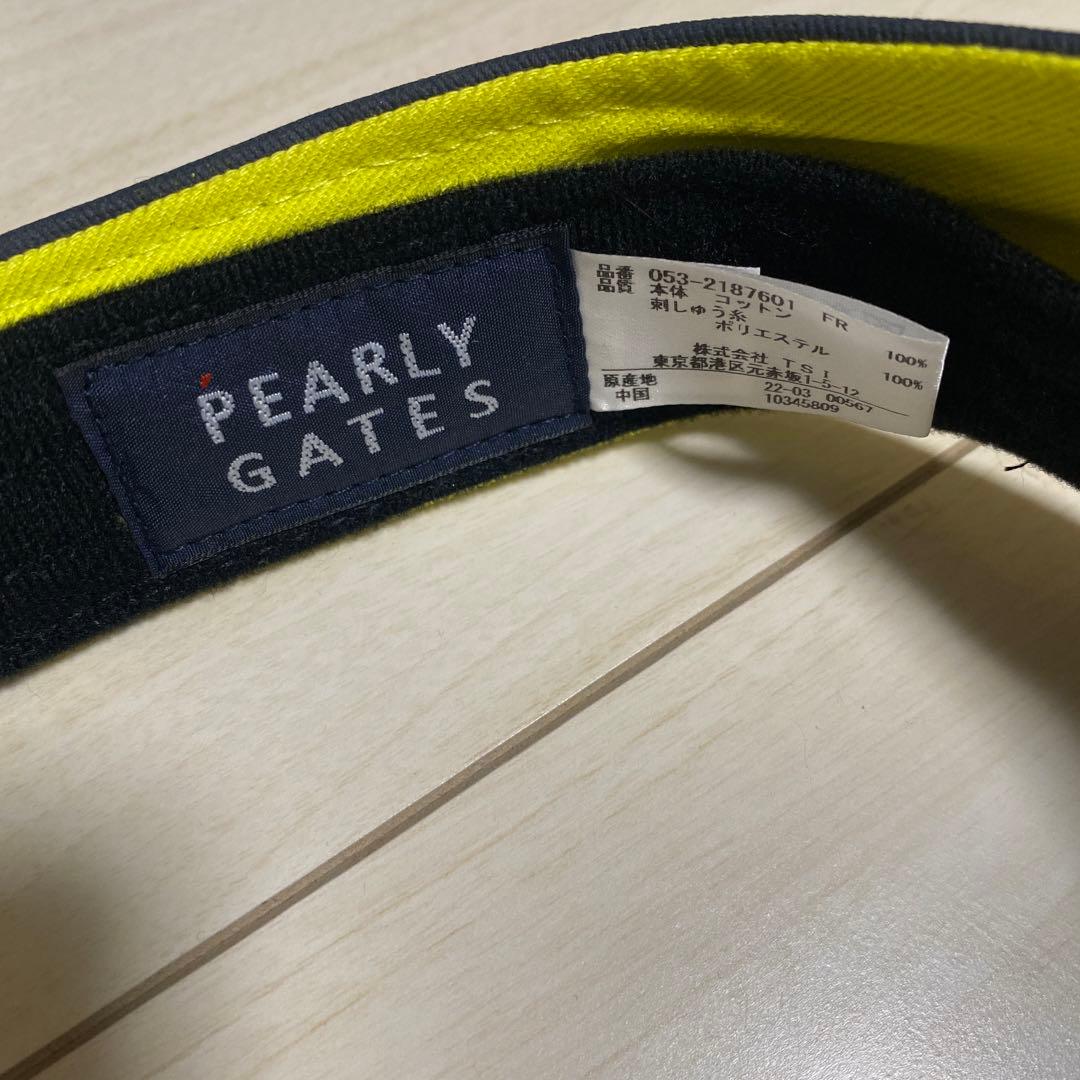 PEARLY
GATES
品番 053-2187601 FR
品質 本体 コットン 100%
刺しゅう糸
ポリエステル 100%
株式会社 TSI
東京都港区元赤坂1-5-12
原産地 22-03 00567
中国 10345809